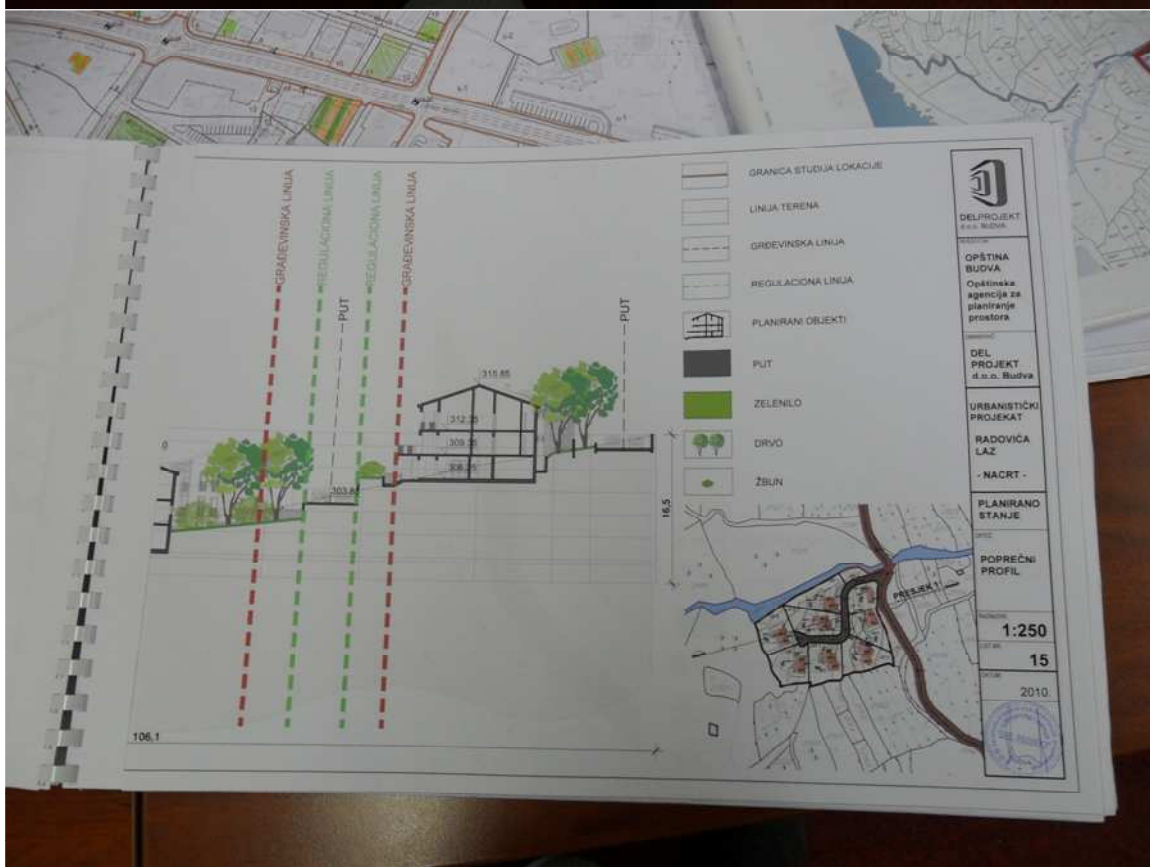 GRAĐEVINSKA LINIJA
REGULACIONA LINIJA
PUT
REGULACIONA LINIJA
GRAĐEVINSKA LINIJA
PUT
315.85
312.35
309.35
306.25
303.85
16,5
106,1
GRANICA STUDIJA LOKACIJE
LINIJA TERENA
GRĐEVINSKA LINIJA
REGULACIONA LINIJA
PLANIRANI OBJEKTI
PUT
ZELENILO
DRVO
ŽBUN
PRESJEK 1
DELPROJEKT
d.o.o. BUDVA
OPŠTINA
BUDVA
Opštinska
agencija za
planiranje
prostora
DEL
PROJEKT
d.o.o. Budva
URBANISTIČKI
PROJEKAT
RADOVIĆA
LAZ
- NACRT -
PLANIRANO
STANJE
POPREČNI
PROFIL
1:250
15
2010.